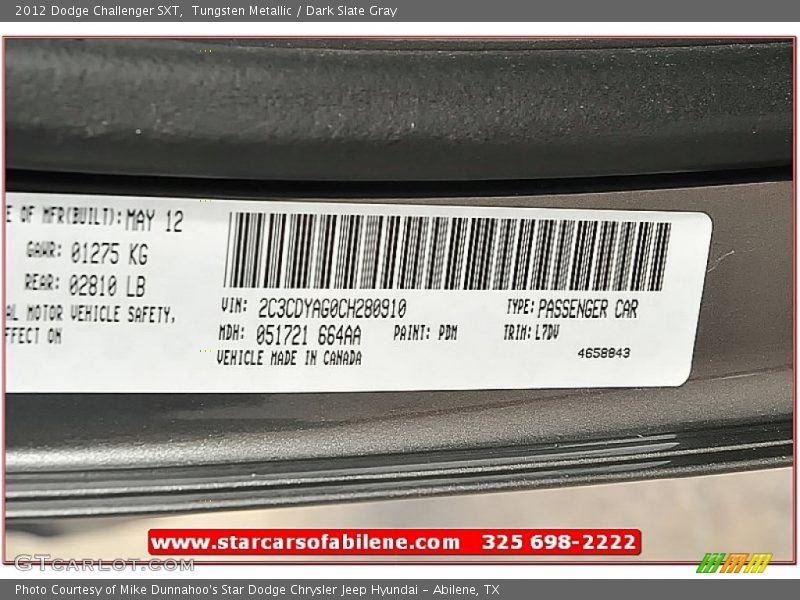 2012 Dodge Challenger SXT, Tungsten Metallic / Dark Slate Gray
E OF MFR(BUILT): MAY 12
GAWR: 01275 KG
REAR: 02810 LB
AL MOTOR VEHICLE SAFETY,
FFECT ON
VIN: 2C3CDYAG0CH280910
TYPE: PASSENGER CAR
MDH: 051721 664AA
PAINT: PDM
TRIM: L7DV
VEHICLE MADE IN CANADA
4658843
www.starcarsofabilene.com 325 698-2222
GTcarlot.com
Photo Courtesy of Mike Dunnahoo's Star Dodge Chrysler Jeep Hyundai - Abilene, TX